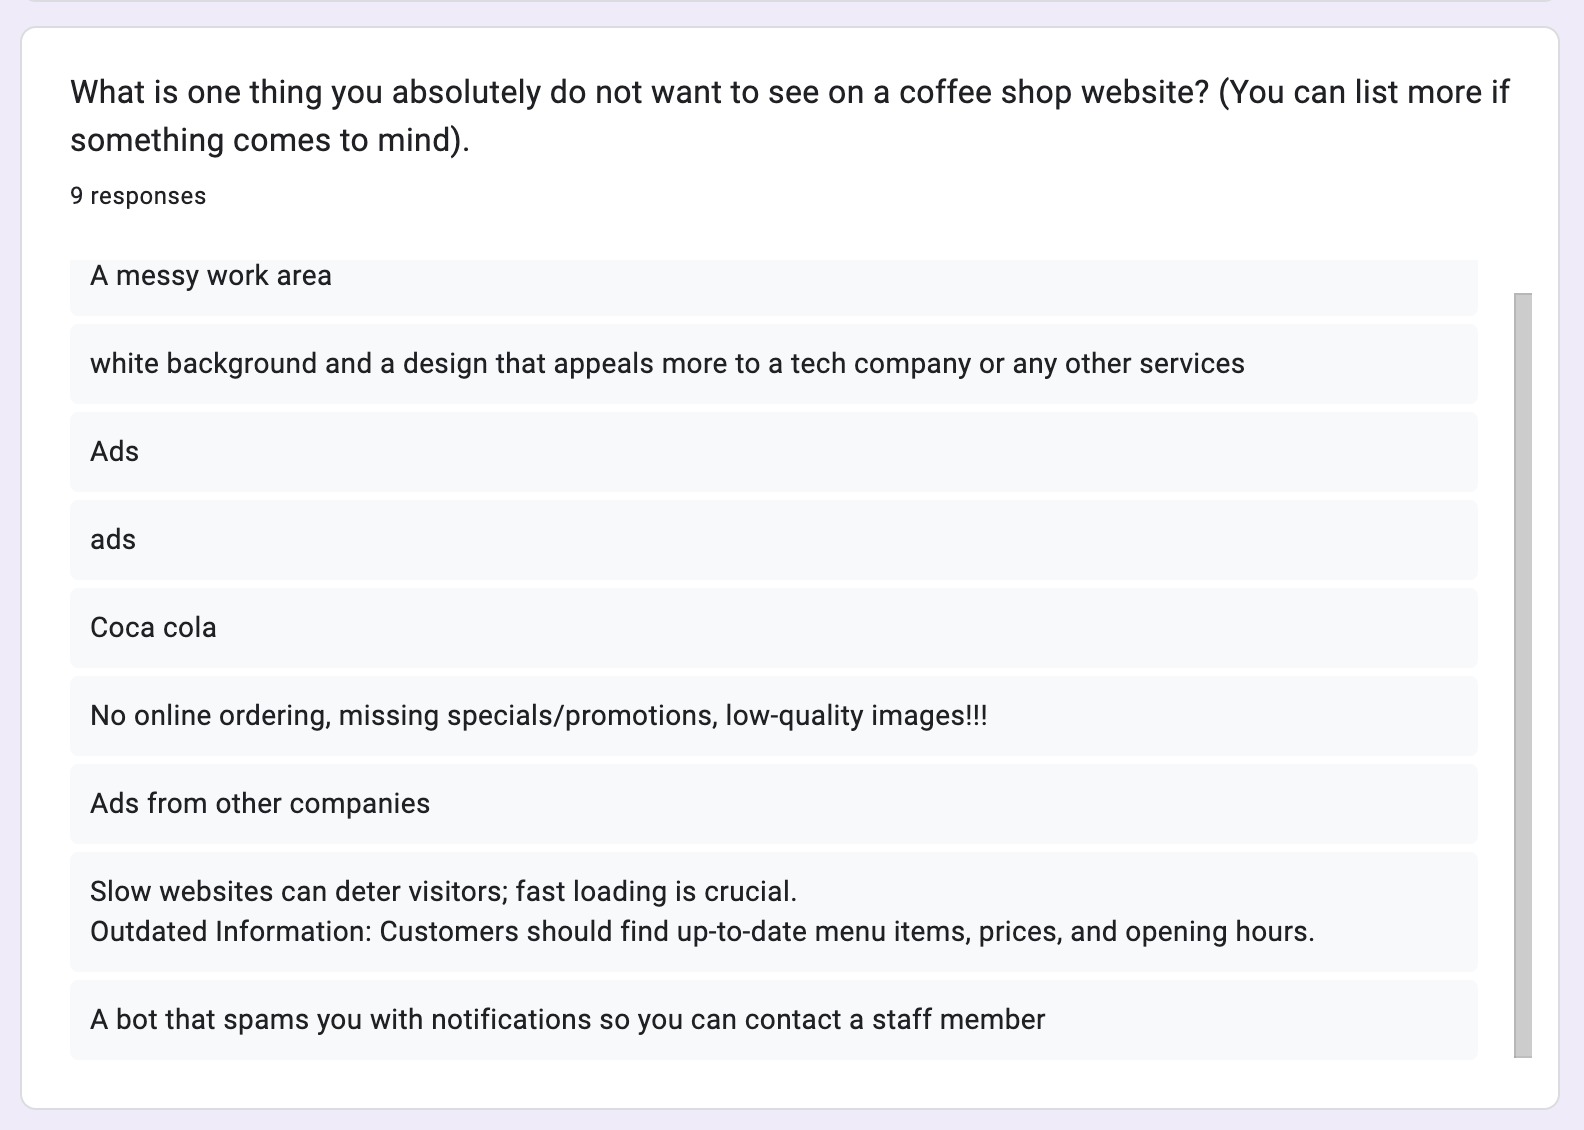 What is one thing you absolutely do not want to see on a coffee shop website? (You can list more if
something comes to mind).
9 responses
A messy work area
white background and a design that appeals more to a tech company or any other services
Ads
ads
Coca cola
No online ordering, missing specials/promotions, low-quality images!!!
Ads from other companies
Slow websites can deter visitors; fast loading is crucial.
Outdated Information: Customers should find up-to-date menu items, prices, and opening hours.
A bot that spams you with notifications so you can contact a staff member